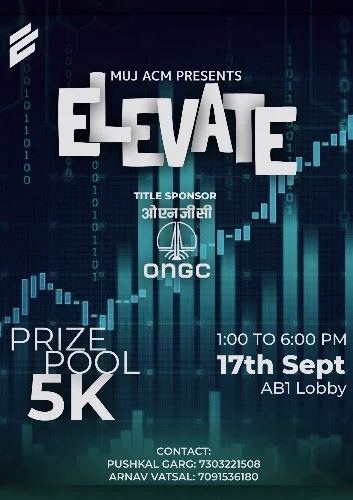 MUJ ACM PRESENTS
ELEVATE
TITLE SPONSOR
ओएनजीसी
ONGC
PRIZE
POOL
5K
1:00 TO 6:00 PM
17th Sept
AB1 Lobby
CONTACT:
PUSHKAL GARG: 7303221508
ARNAV VATSAL: 7091536180